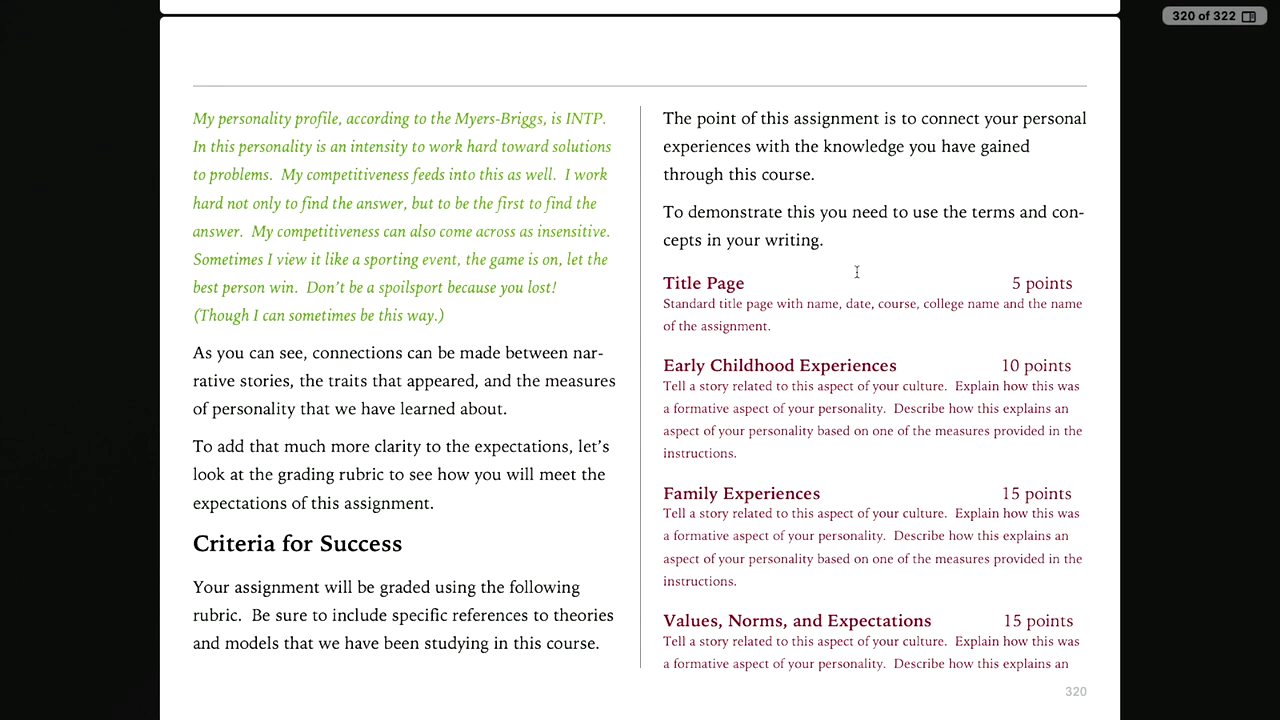 320 of 322
My personality profile, according to the Myers-Briggs, is INTP.
In this personality is an intensity to work hard toward solutions
to problems.  My competitiveness feeds into this as well.  I work
hard not only to find the answer, but to be the first to find the
answer.  My competitiveness can also come across as insensitive.
Sometimes I view it like a sporting event, the game is on, let the
best person win.  Don’t be a spoilsport because you lost!
(Though I can sometimes be this way.)
As you can see, connections can be made between nar-
rative stories, the traits that appeared, and the measures
of personality that we have learned about.
To add that much more clarity to the expectations, let’s
look at the grading rubric to see how you will meet the
expectations of this assignment.
Criteria for Success
Your assignment will be graded using the following
rubric.  Be sure to include specific references to theories
and models that we have been studying in this course.
The point of this assignment is to connect your personal
experiences with the knowledge you have gained
through this course.
To demonstrate this you need to use the terms and con-
cepts in your writing.
Title Page 5 points
Standard title page with name, date, course, college name and the name
of the assignment.
Early Childhood Experiences 10 points
Tell a story related to this aspect of your culture.  Explain how this was
a formative aspect of your personality.  Describe how this explains an
aspect of your personality based on one of the measures provided in the
instructions.
Family Experiences 15 points
Tell a story related to this aspect of your culture.  Explain how this was
a formative aspect of your personality.  Describe how this explains an
aspect of your personality based on one of the measures provided in the
instructions.
Values, Norms, and Expectations 15 points
Tell a story related to this aspect of your culture.  Explain how this was
a formative aspect of your personality.  Describe how this explains an
320